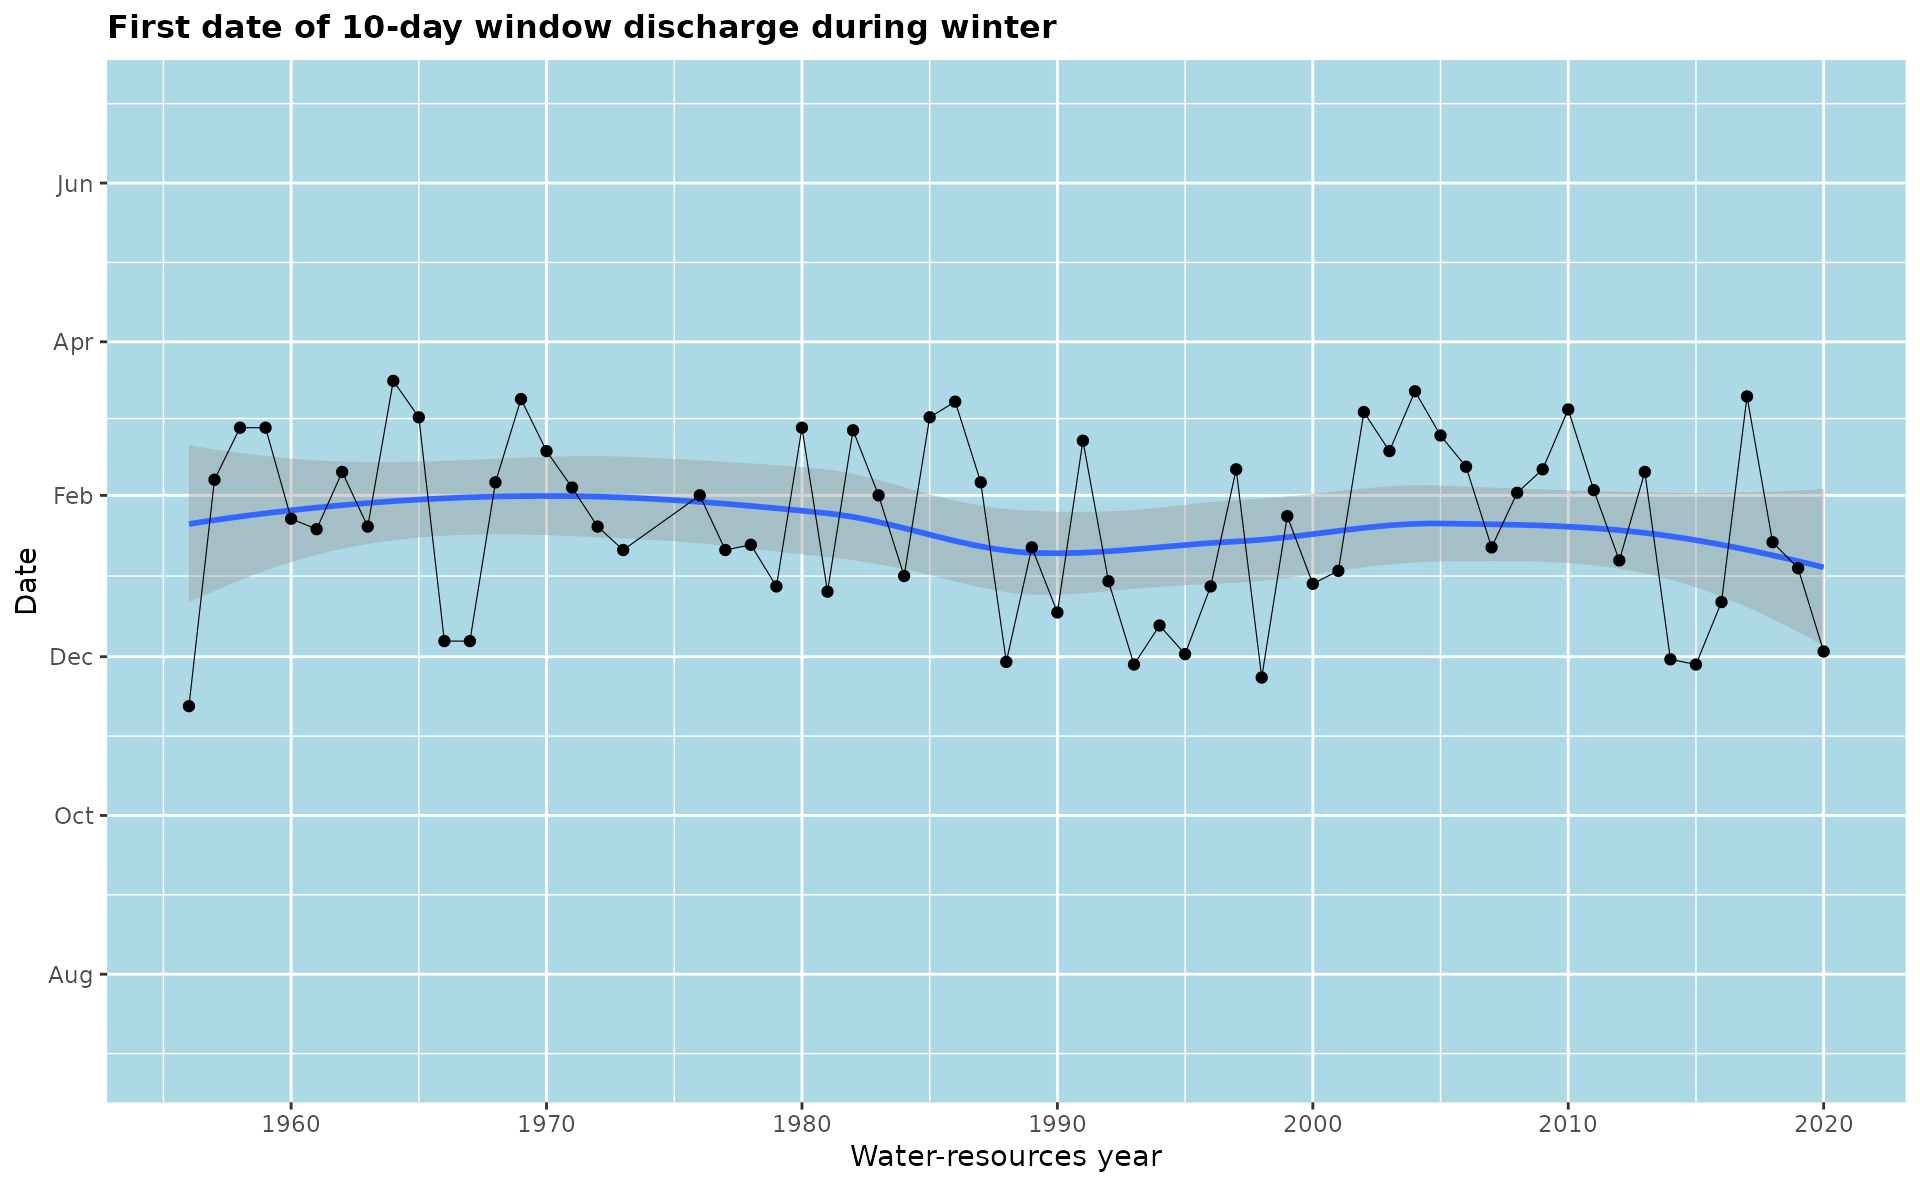 First date of 10-day window discharge during winter
Jun
Apr
Feb
Dec
Oct
Aug
Date
1960 1970 1980 1990 2000 2010 2020
Water-resources year